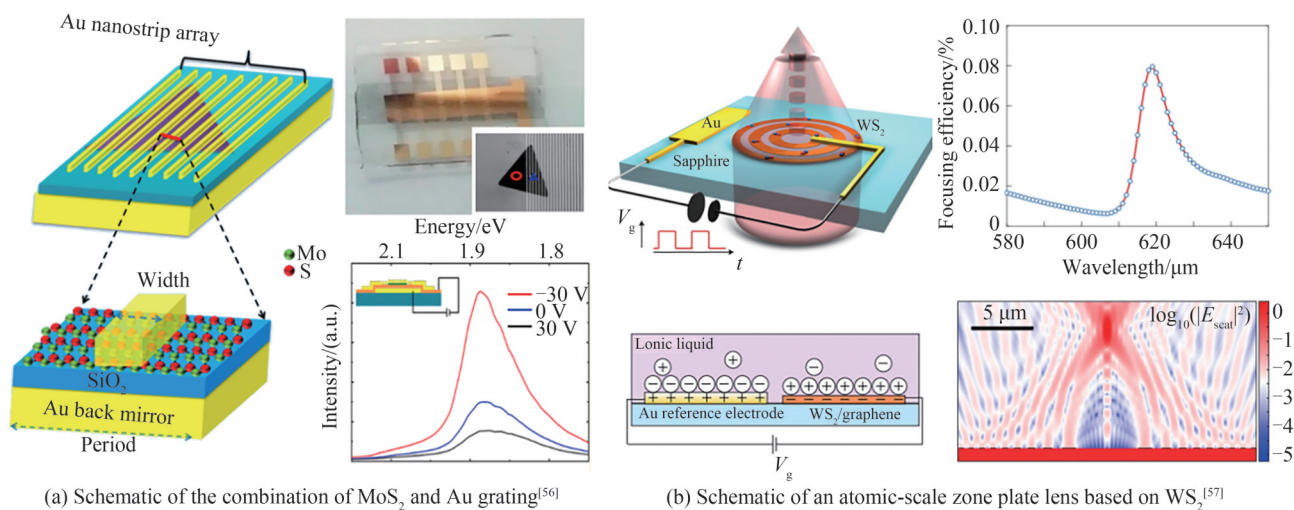 Au nanostrip array
Mo
S
Width
SiO₂
Au back mirror
Period
Energy/eV
2.1 1.9 1.8
Intensity/(a.u.)
−30 V
0 V
30 V
(a) Schematic of the combination of MoS₂ and Au grating[56]
Au
WS₂
Sapphire
Vg
t
Focusing efficiency/%
0.10
0.08
0.06
0.04
0.02
0
580 600 620 640
Wavelength/μm
Lonic liquid
Au reference electrode
WS₂/graphene
Vg
5 μm
log₁₀(|Escat|²)
0
−1
−2
−3
−4
−5
(b) Schematic of an atomic-scale zone plate lens based on WS₂[57]